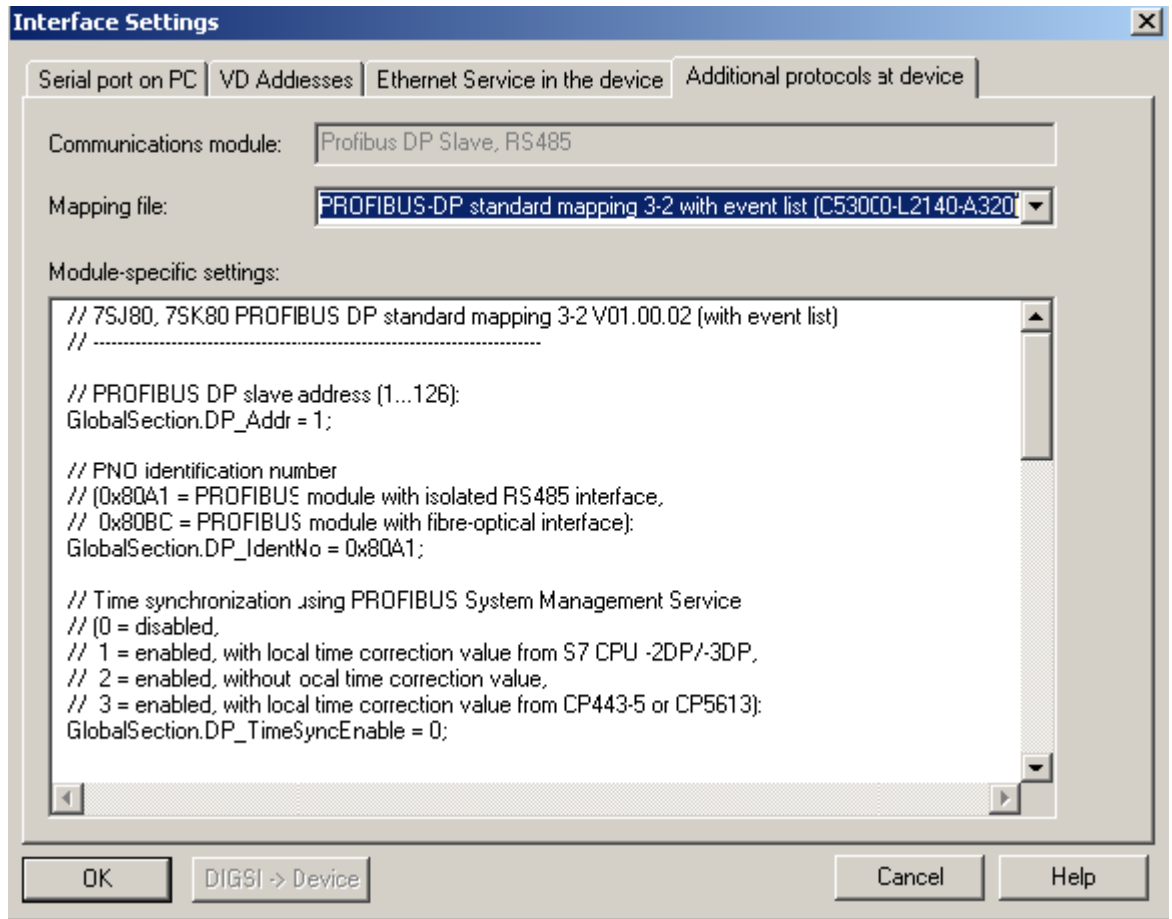 Interface Settings
Serial port on PC
VD Addresses
Ethernet Service in the device
Additional protocols at device
Communications module:
Profibus DP Slave, RS485
Mapping file:
PROFIBUS-DP standard mapping 3-2 with event list (C53000-L2140-A320
Module-specific settings:
// 7SJ80, 7SK80 PROFIBUS DP standard mapping 3-2 V01.00.02 (with event list)
// ---------------------------------------------------------------------------
// PROFIBUS DP slave address (1...126):
GlobalSection.DP_Addr = 1;
// PNO identification number
// (0x80A1 = PROFIBUS module with isolated RS485 interface,
// 0x80BC = PROFIBUS module with fibre-optical interface):
GlobalSection.DP_IdentNo = 0x80A1;
// Time synchronization using PROFIBUS System Management Service
// (0 = disabled,
// 1 = enabled, with local time correction value from S7 CPU -2DP/-3DP,
// 2 = enabled, without ocal time correction value,
// 3 = enabled, with local time correction value from CP443-5 or CP5613):
GlobalSection.DP_TimeSyncEnable = 0;
OK
DIGSI -> Device
Cancel
Help